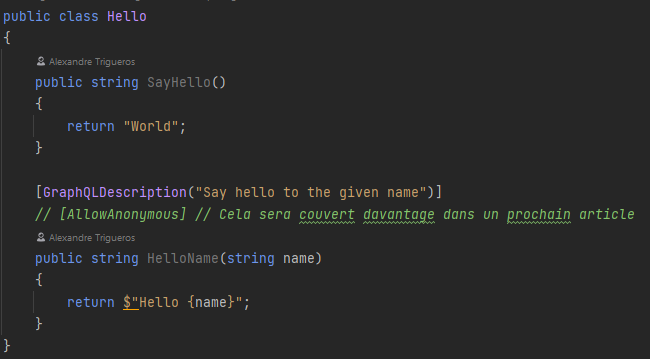 public class Hello
{
Alexandre Trigueros
public string SayHello()
{
return "World";
}
[GraphQLDescription("Say hello to the given name")]
// [AllowAnonymous] // Cela sera couvert davantage dans un prochain article
Alexandre Trigueros
public string HelloName(string name)
{
return $"Hello {name}";
}
}